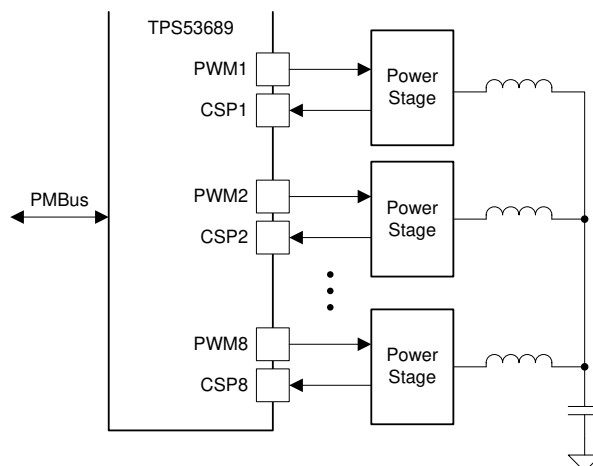 TPS53689
PWM1
Power
Stage
CSP1
PMBus
PWM2
Power
Stage
CSP2
PWM8
Power
Stage
CSP8